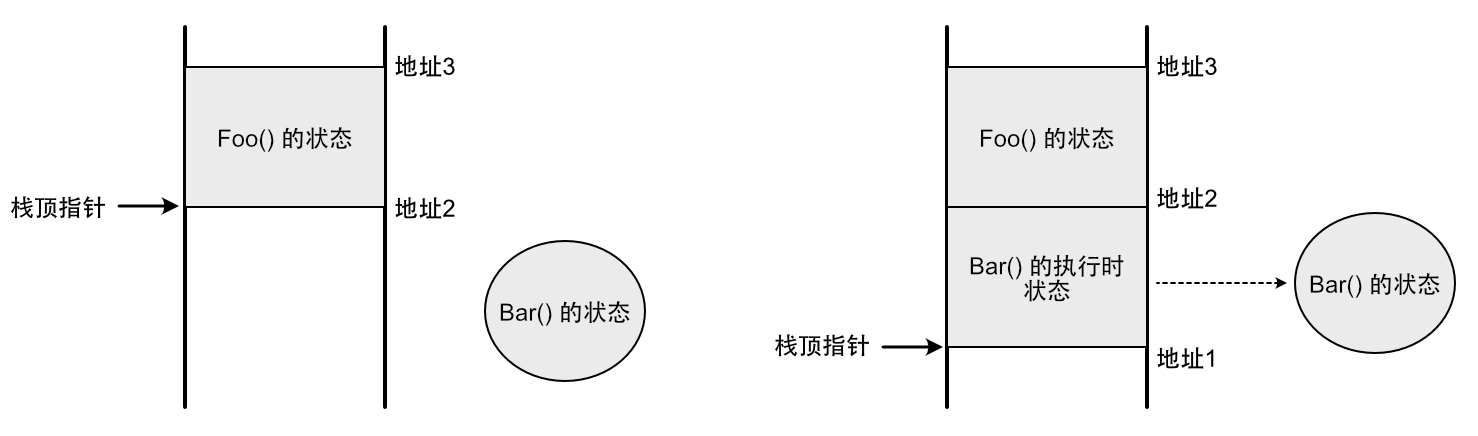 地址3
Foo() 的状态
栈顶指针
地址2
Bar() 的状态
地址3
Foo() 的状态
地址2
Bar() 的执行时
状态
Bar() 的状态
栈顶指针
地址1